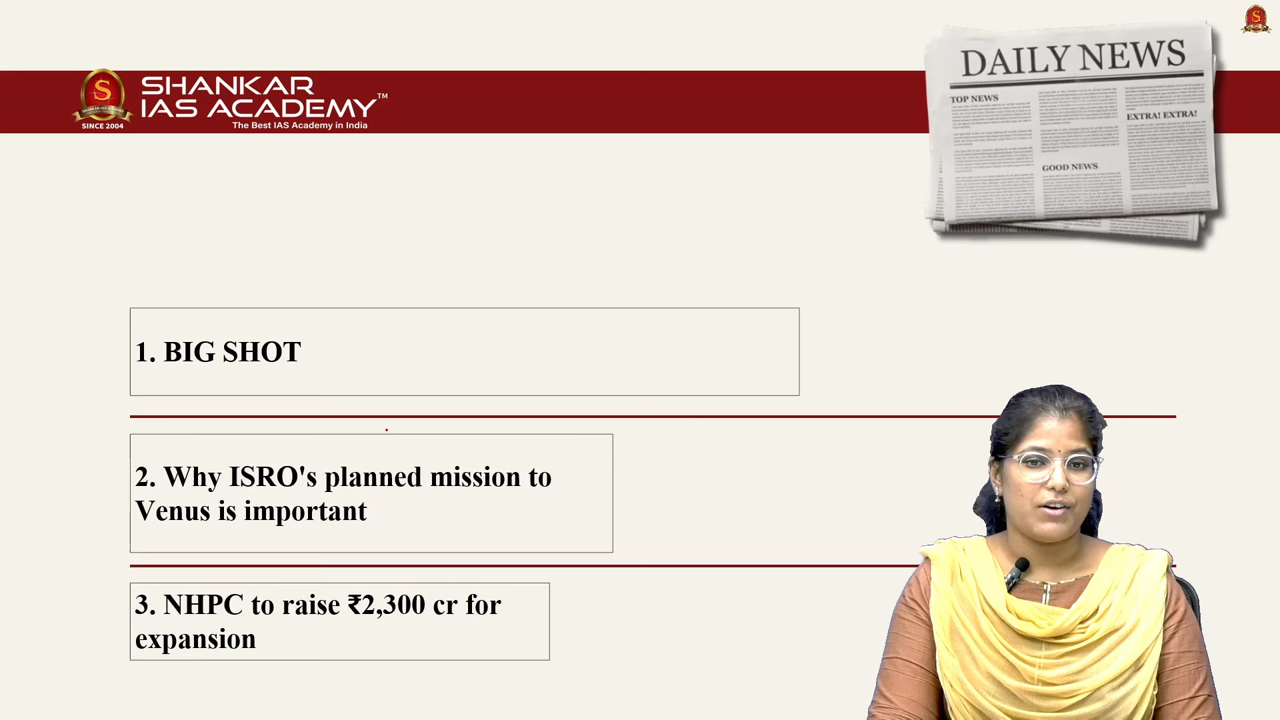 SHANKAR
IAS ACADEMY™
The Best IAS Academy in India
SINCE 2004
DAILY NEWS
TOP NEWS
EXTRA! EXTRA!
GOOD NEWS
1. BIG SHOT
2. Why ISRO's planned mission to
Venus is important
3. NHPC to raise ₹2,300 cr for
expansion